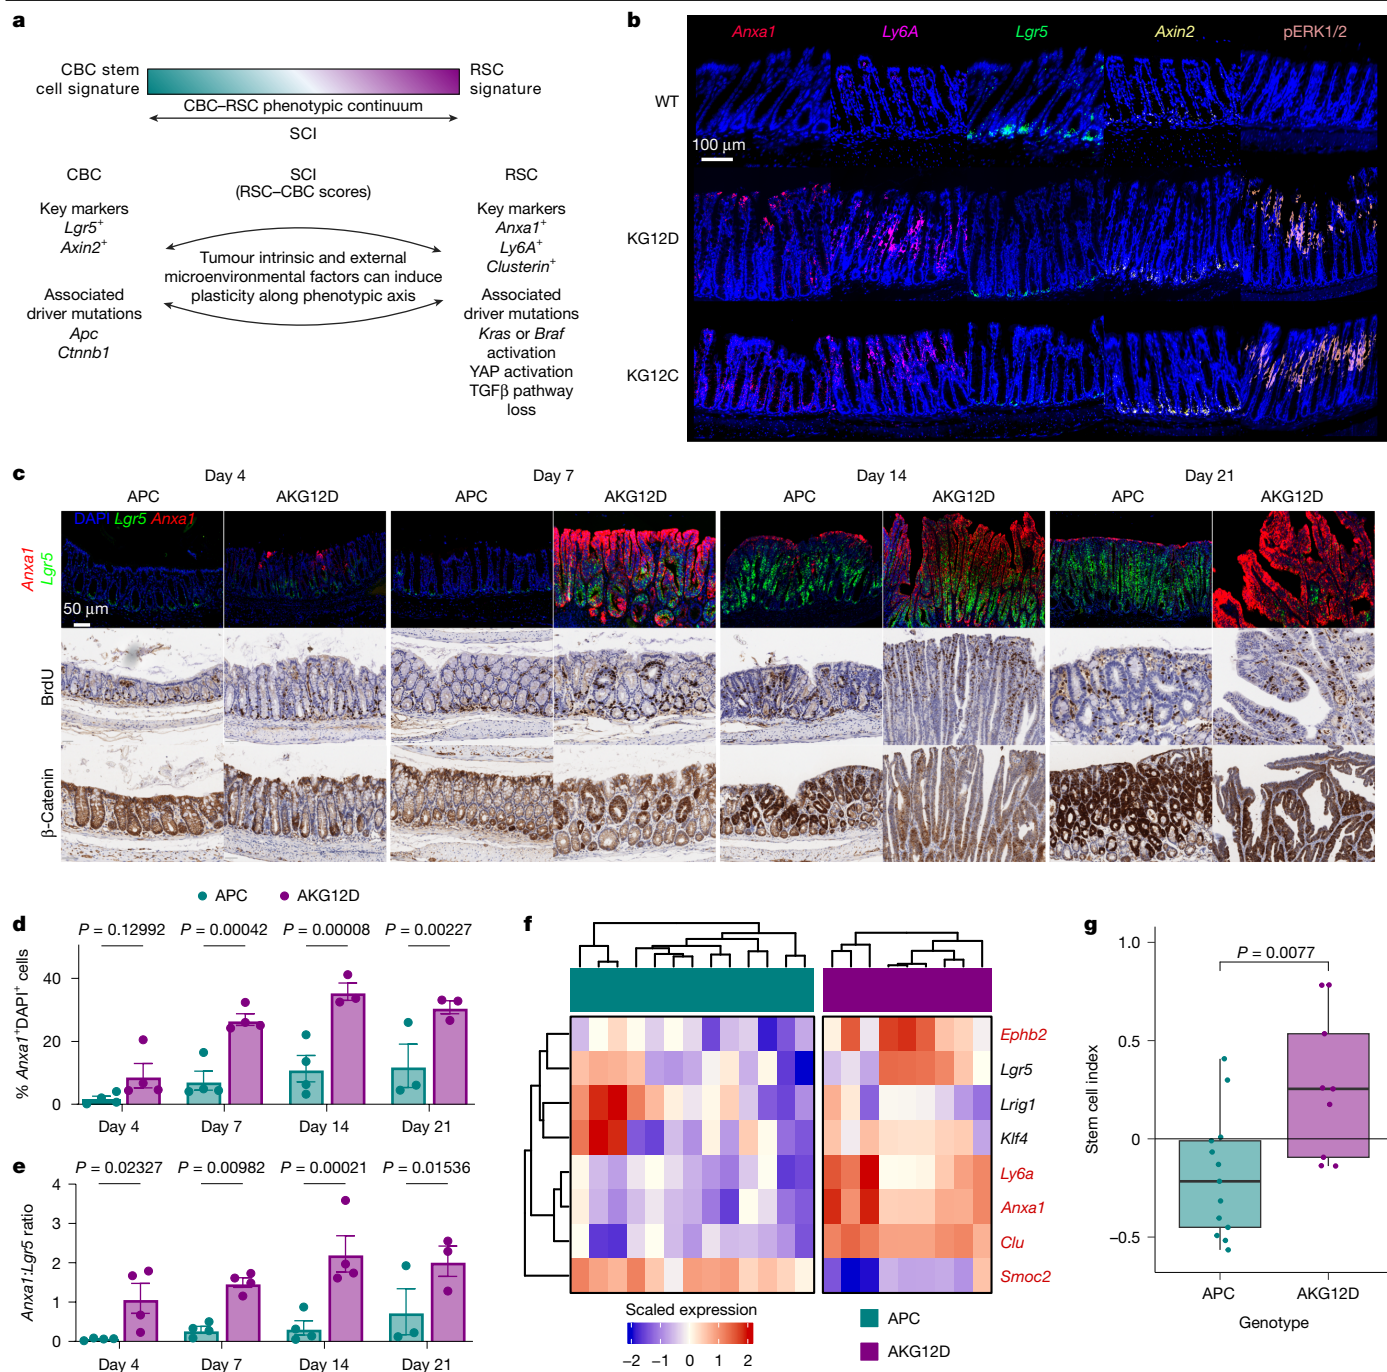 a
CBC stem
cell signature
RSC
signature
CBC–RSC phenotypic continuum
SCI
CBC
SCI
(RSC–CBC scores)
RSC
Key markers
Lgr5+
Axin2+
Key markers
Anxa1+
Ly6A+
Clusterin+
Tumour intrinsic and external
microenvironmental factors can induce
plasticity along phenotypic axis
Associated
driver mutations
Apc
Ctnnb1
Associated
driver mutations
Kras or Braf
activation
YAP activation
TGFβ pathway
loss
b
Anxa1 Ly6A Lgr5 Axin2 pERK1/2
WT
100 μm
KG12D
KG12C
c
Day 4 Day 7 Day 14 Day 21
APC AKG12D APC AKG12D APC AKG12D APC AKG12D
DAPI Lgr5 Anxa1
Anxa1
Lgr5
50 μm
BrdU
β-Catenin
APC AKG12D
d
P = 0.12992 P = 0.00042 P = 0.00008 P = 0.00227
% Anxa1+DAPI+ cells
40
20
0
Day 4 Day 7 Day 14 Day 21
e
P = 0.02327 P = 0.00982 P = 0.00021 P = 0.01536
Anxa1:Lgr5 ratio
4
3
2
1
0
Day 4 Day 7 Day 14 Day 21
f
Ephb2
Lgr5
Lrig1
Klf4
Ly6a
Anxa1
Clu
Smoc2
Scaled expression
−2 −1 0 1 2
APC
AKG12D
g
P = 0.0077
Stem cell index
1.0
0.5
0
−0.5
APC AKG12D
Genotype